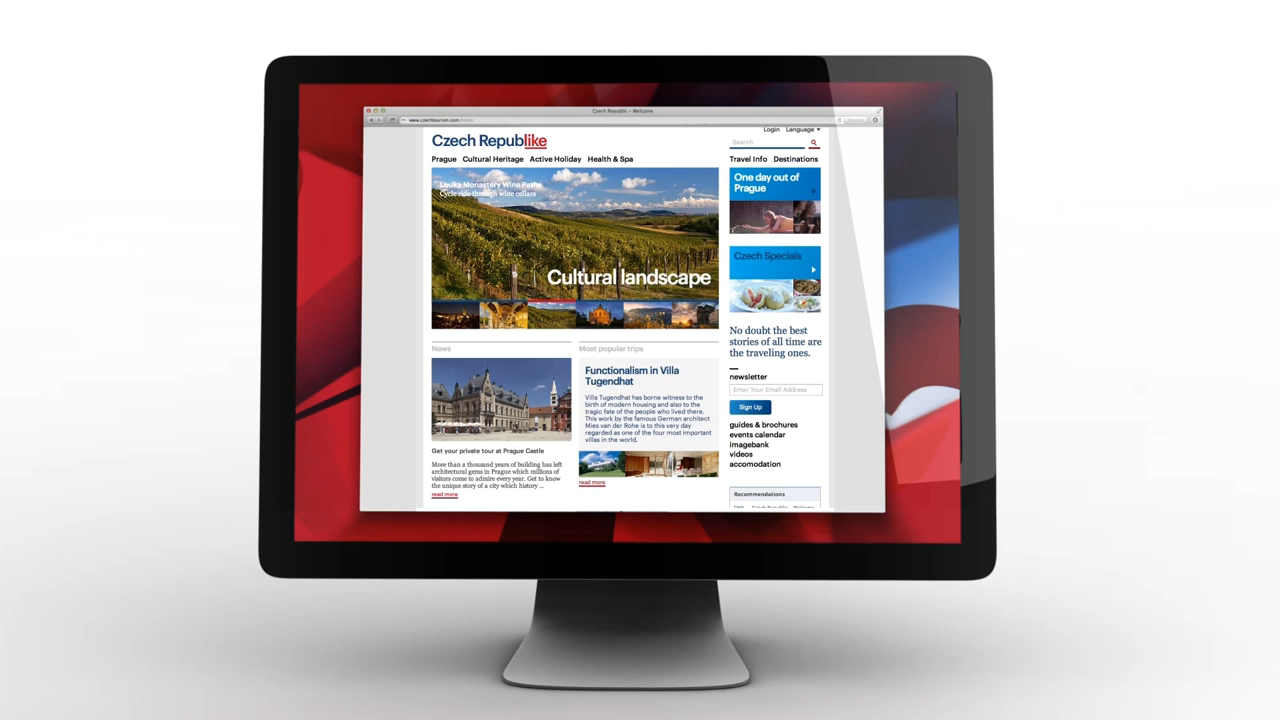 Czech Republic - Welcome
www.czechtourism.com/home
Login Language
Czech Republike
Search
Prague Cultural Heritage Active Holiday Health & Spa
Travel Info Destinations
Louka Monastery Wine Paths
Cycle ride through wine cellars
Cultural landscape
One day out of
Prague
Czech Specials
No doubt the best
stories of all time are
the traveling ones.
newsletter
Enter Your Email Address
Sign Up
guides & brochures
events calendar
imagebank
videos
accomodation
Recommendations
News
Get your private tour at Prague Castle
More than a thousand years of building has left
architectural gems in Prague which millions of
visitors come to admire every year. Get to know
the unique story of a city which history ...
read more
Most popular trips
Functionalism in Villa
Tugendhat
Villa Tugendhat has borne witness to the
birth of modern housing and also to the
tragic fate of the people who lived there.
This work by the famous German architect
Mies van der Rohe is to this very day
regarded as one of the four most important
villas in the world.
read more